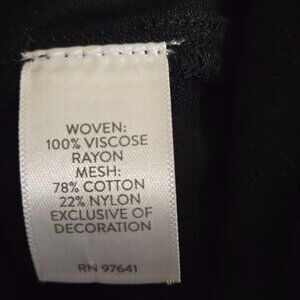 WOVEN:
100% VISCOSE
RAYON
MESH:
78% COTTON
22% NYLON
EXCLUSIVE OF
DECORATION
RN 97641